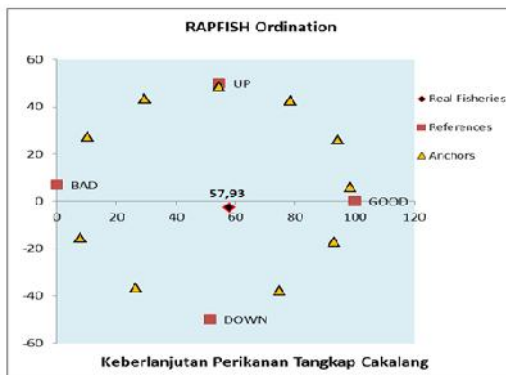 RAPFISH Ordination
60
UP
40
Real Fisheries
References
Anchors
20
BAD
57,93
GOOD
0
0 20 40 60 80 100 120
-20
-40
DOWN
-60
Keberlanjutan Perikanan Tangkap Cakalang